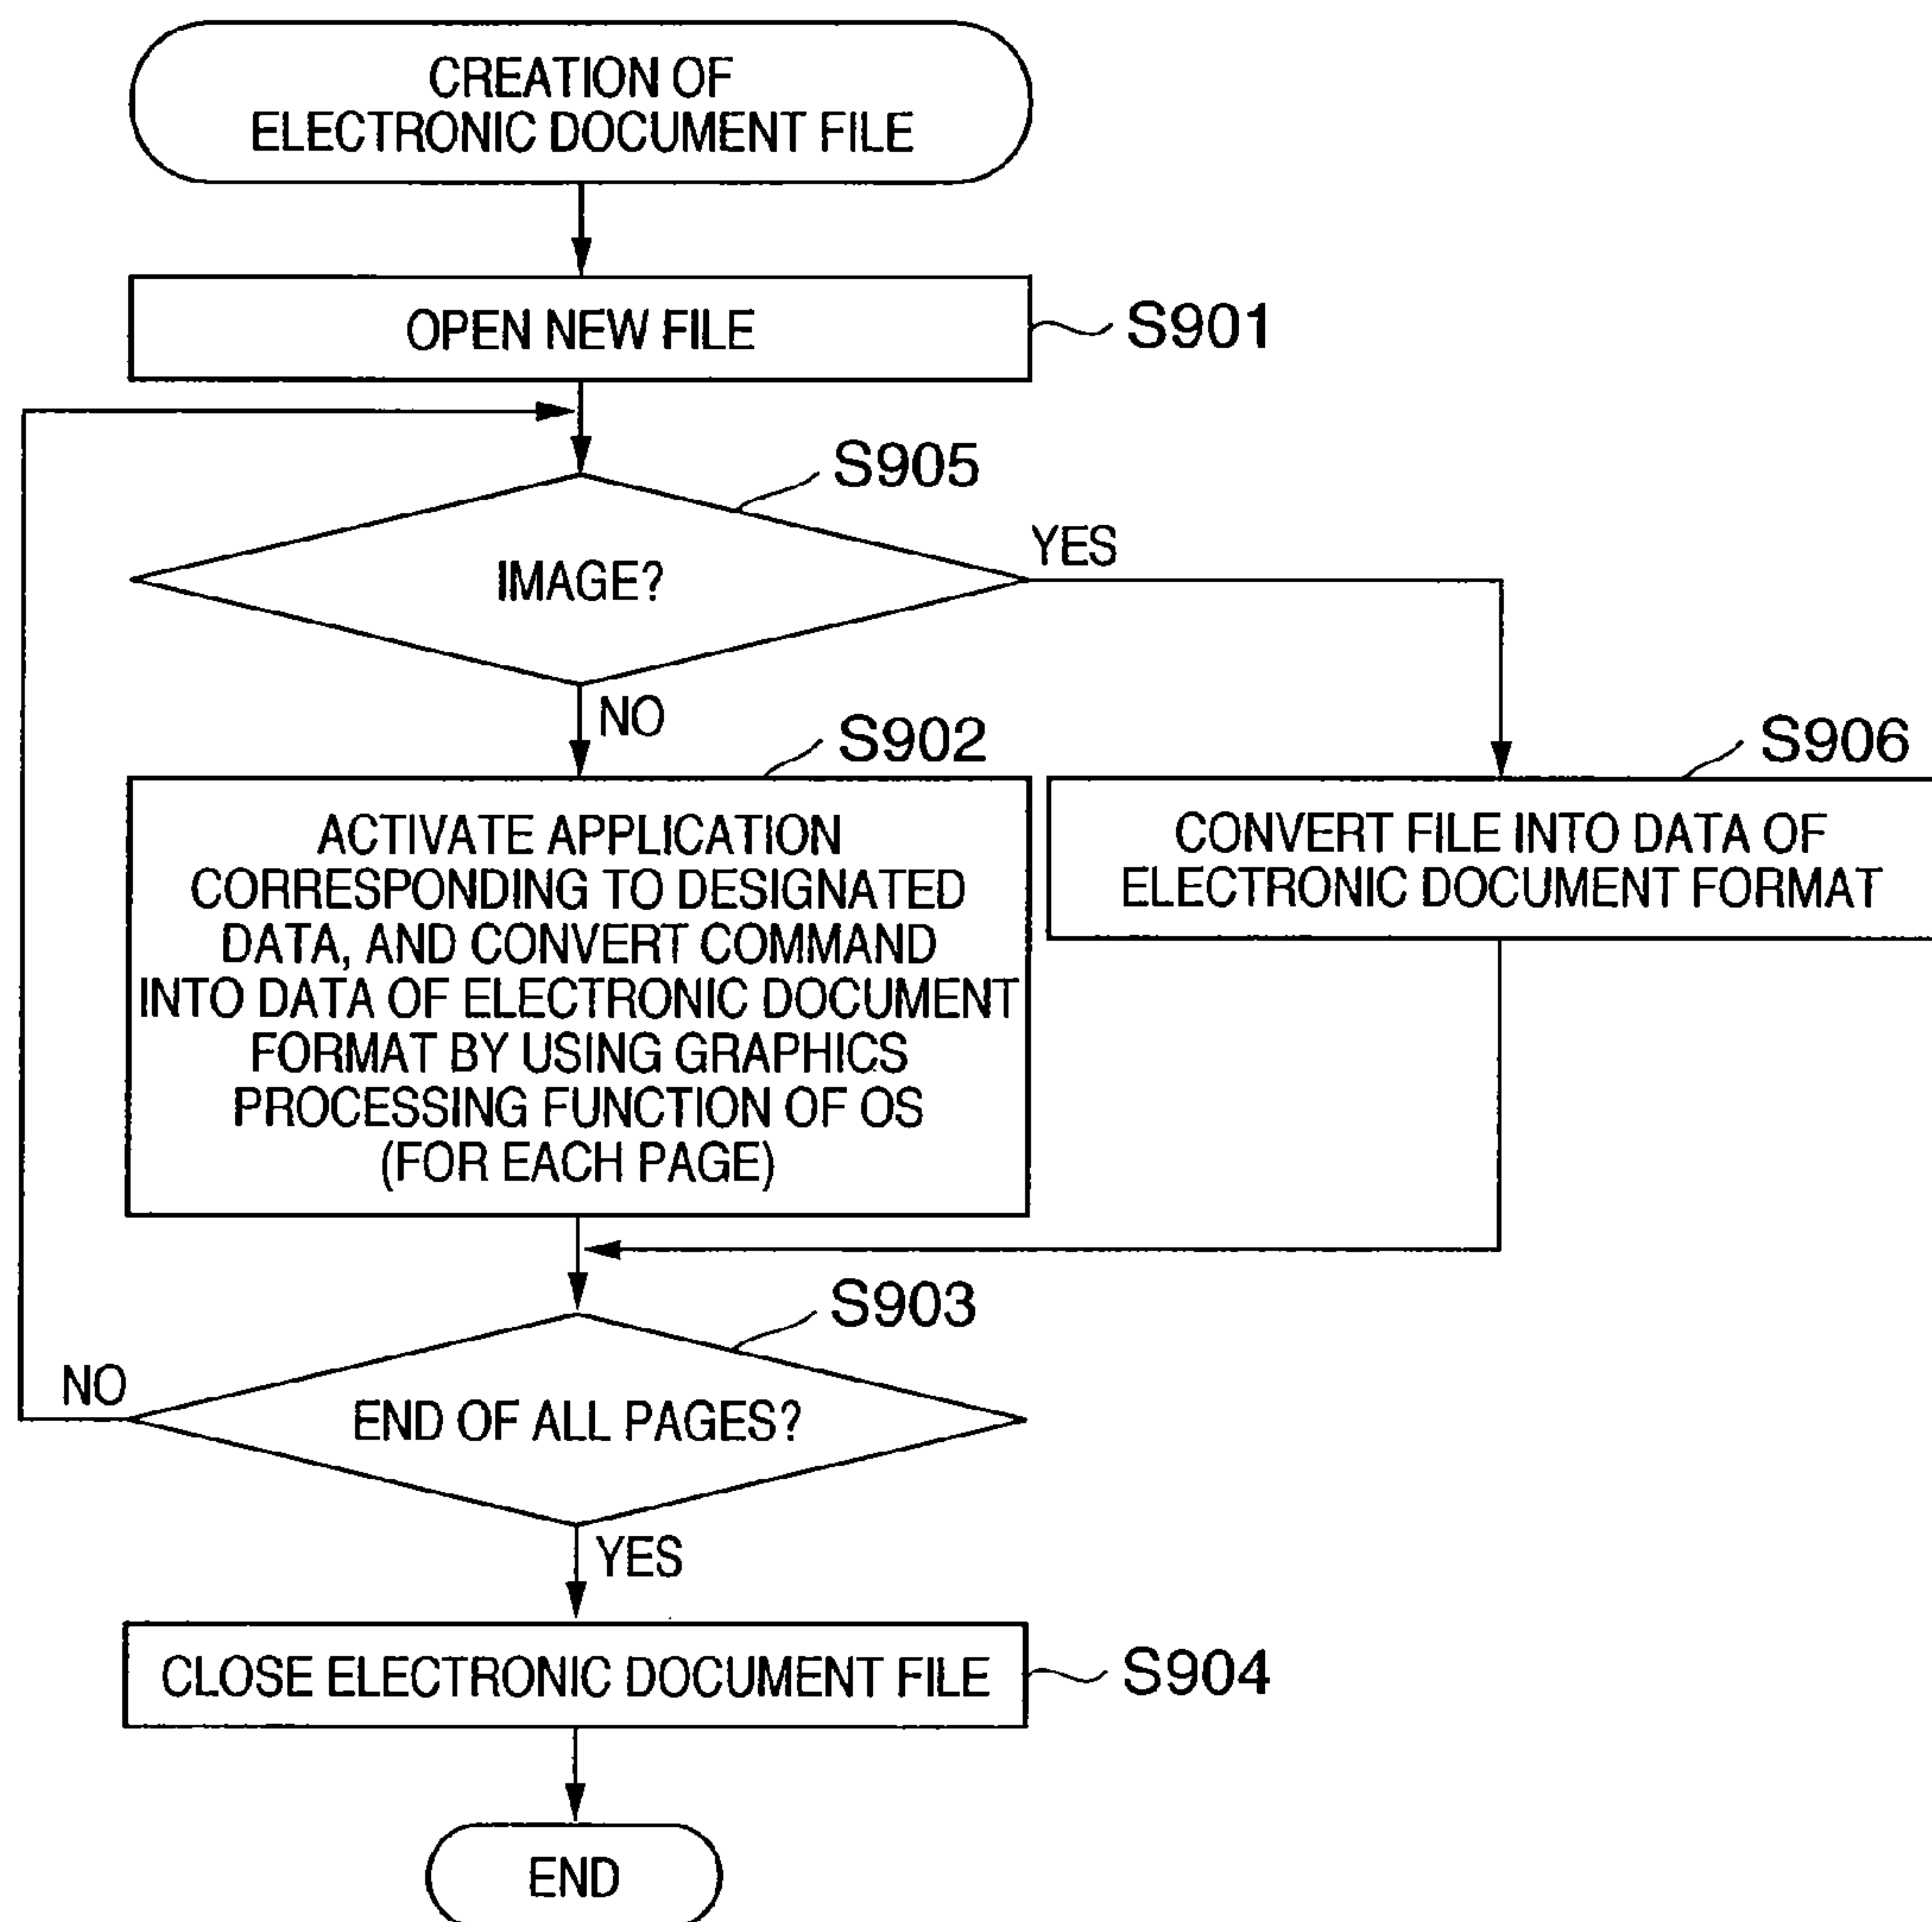 CREATION OF
ELECTRONIC DOCUMENT FILE
OPEN NEW FILE
S901
S905
IMAGE?
YES
NO
S902
S906
ACTIVATE APPLICATION
CORRESPONDING TO DESIGNATED
DATA, AND CONVERT COMMAND
INTO DATA OF ELECTRONIC DOCUMENT
FORMAT BY USING GRAPHICS
PROCESSING FUNCTION OF OS
(FOR EACH PAGE)
CONVERT FILE INTO DATA OF
ELECTRONIC DOCUMENT FORMAT
S903
NO
END OF ALL PAGES?
YES
CLOSE ELECTRONIC DOCUMENT FILE
S904
END